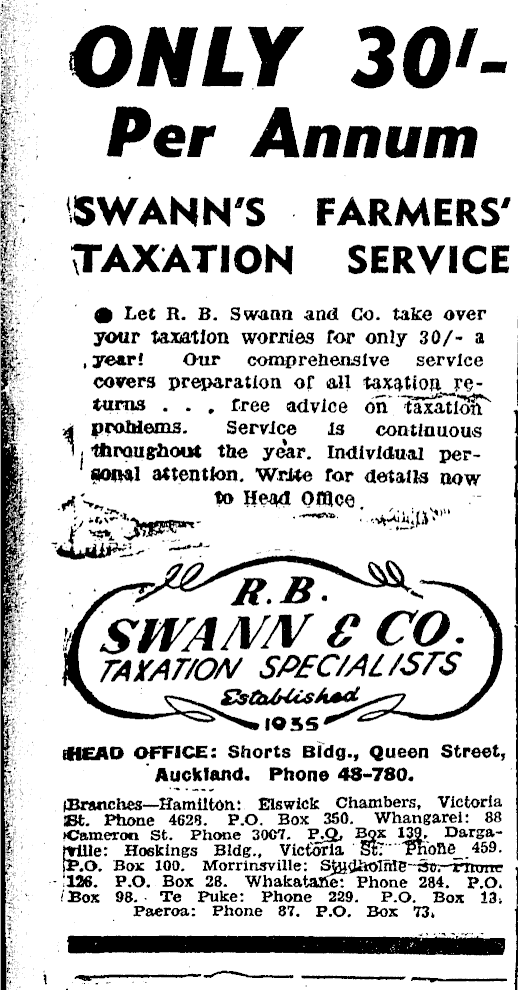 ONLY 30/-
Per Annum
SWANN'S FARMERS'
TAXATION SERVICE
● Let R. B. Swann and Co. take over
your taxation worries for only 30/- a
year! Our comprehensive service
covers preparation of all taxation re-
turns . . . free advice on taxation
problems. Service is continuous
throughout the year. Individual per-
sonal attention. Write for details now
to Head Office.
R. B.
SWANN & CO.
TAXATION SPECIALISTS
Established
1935
HEAD OFFICE: Shorts Bldg., Queen Street,
Auckland. Phone 48-780.
Branches—Hamilton: Elswick Chambers, Victoria
St. Phone 4628. P.O. Box 350. Whangarei: 88
Cameron St. Phone 3007. P.O. Box 139. Darga-
ville: Hoskings Bldg., Victoria St. Phone 459.
P.O. Box 100. Morrinsville: Studholme St. Phone
126. P.O. Box 28. Whakatane: Phone 284. P.O.
Box 98. Te Puke: Phone 229. P.O. Box 13.
Paeroa: Phone 87. P.O. Box 73.